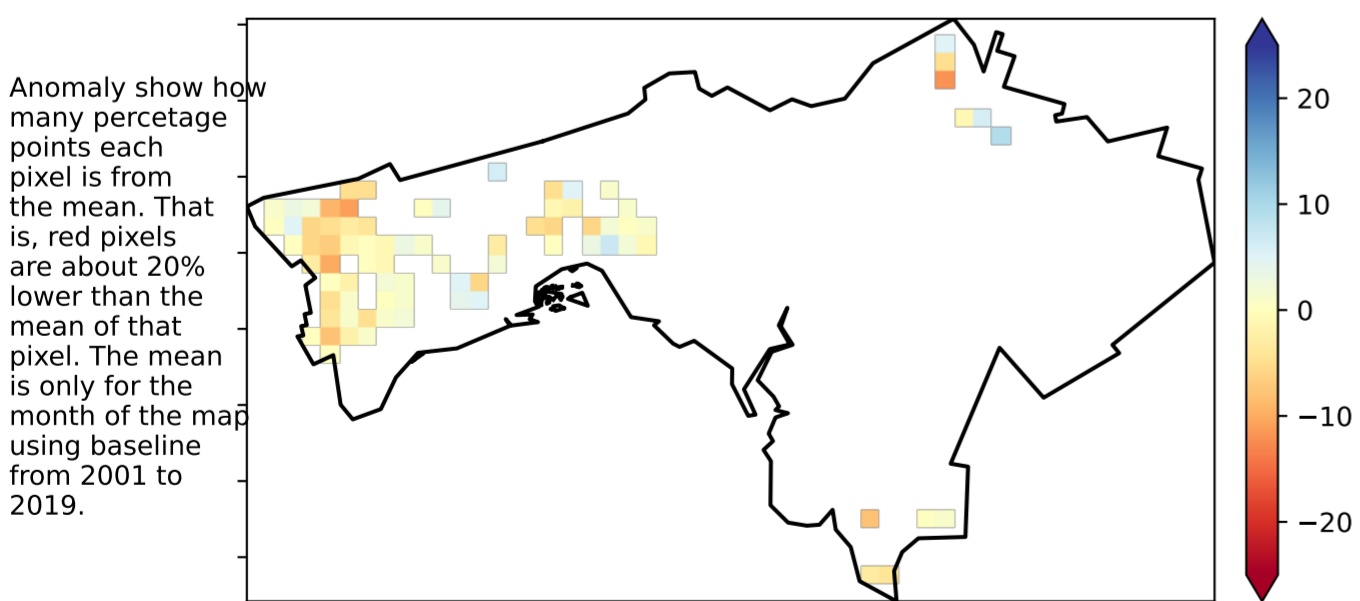 Anomaly show how
many percetage
points each
pixel is from
the mean. That
is, red pixels
are about 20%
lower than the
mean of that
pixel. The mean
is only for the
month of the map
using baseline
from 2001 to
2019.
20
10
0
−10
−20